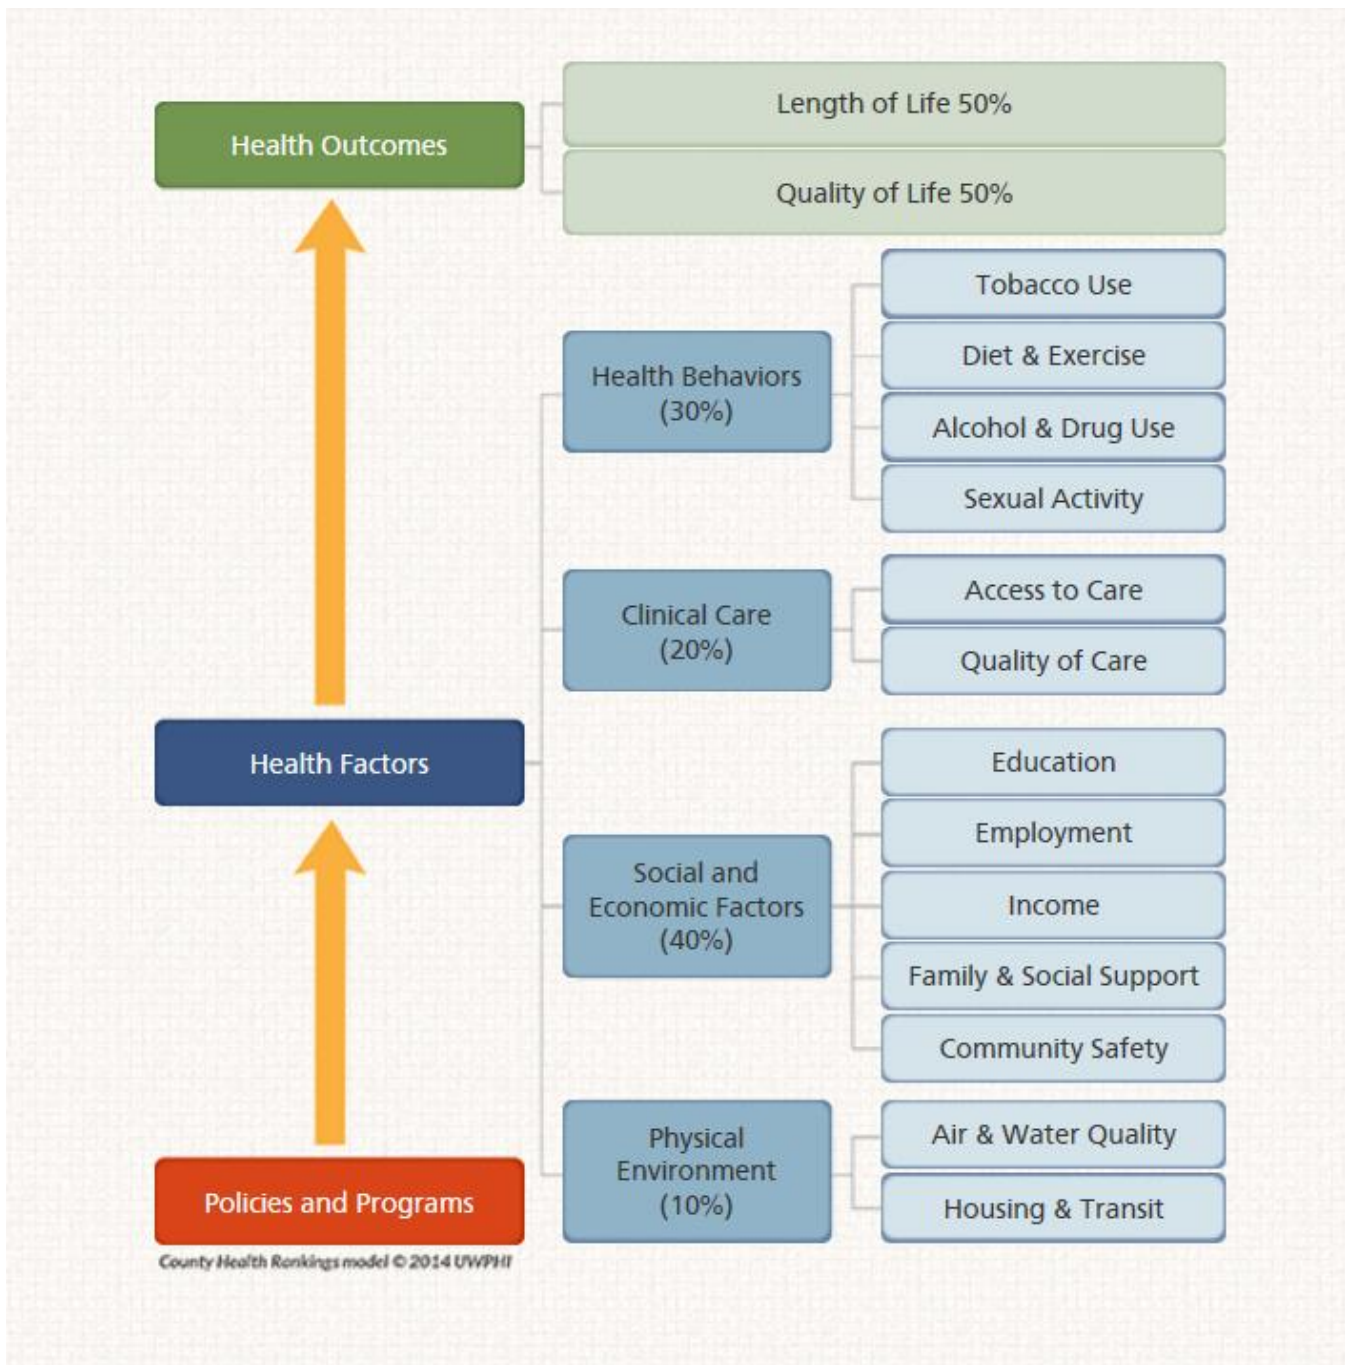 Health Outcomes
Length of Life 50%
Quality of Life 50%
Health Factors
Health Behaviors
(30%)
Tobacco Use
Diet & Exercise
Alcohol & Drug Use
Sexual Activity
Clinical Care
(20%)
Access to Care
Quality of Care
Social and
Economic Factors
(40%)
Education
Employment
Income
Family & Social Support
Community Safety
Physical
Environment
(10%)
Air & Water Quality
Housing & Transit
Policies and Programs
County Health Rankings model © 2014 UWPHI